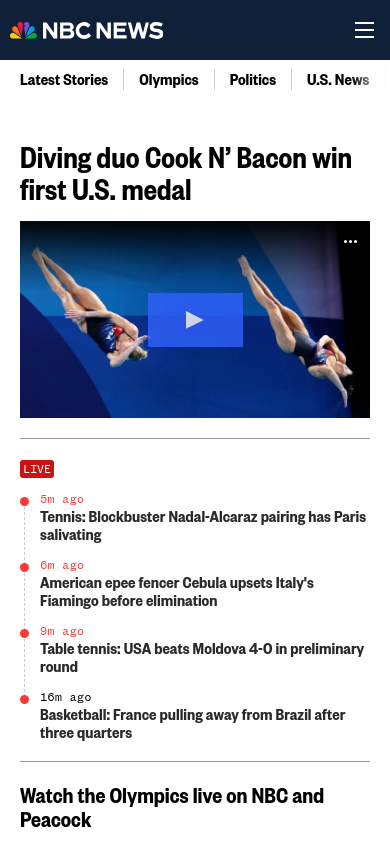 NBC NEWS
Latest Stories
Olympics
Politics
U.S. News
Diving duo Cook N’ Bacon win
first U.S. medal
LIVE
5m ago
Tennis: Blockbuster Nadal-Alcaraz pairing has Paris
salivating
6m ago
American epee fencer Cebula upsets Italy's
Fiamingo before elimination
9m ago
Table tennis: USA beats Moldova 4-0 in preliminary
round
16m ago
Basketball: France pulling away from Brazil after
three quarters
Watch the Olympics live on NBC and
Peacock